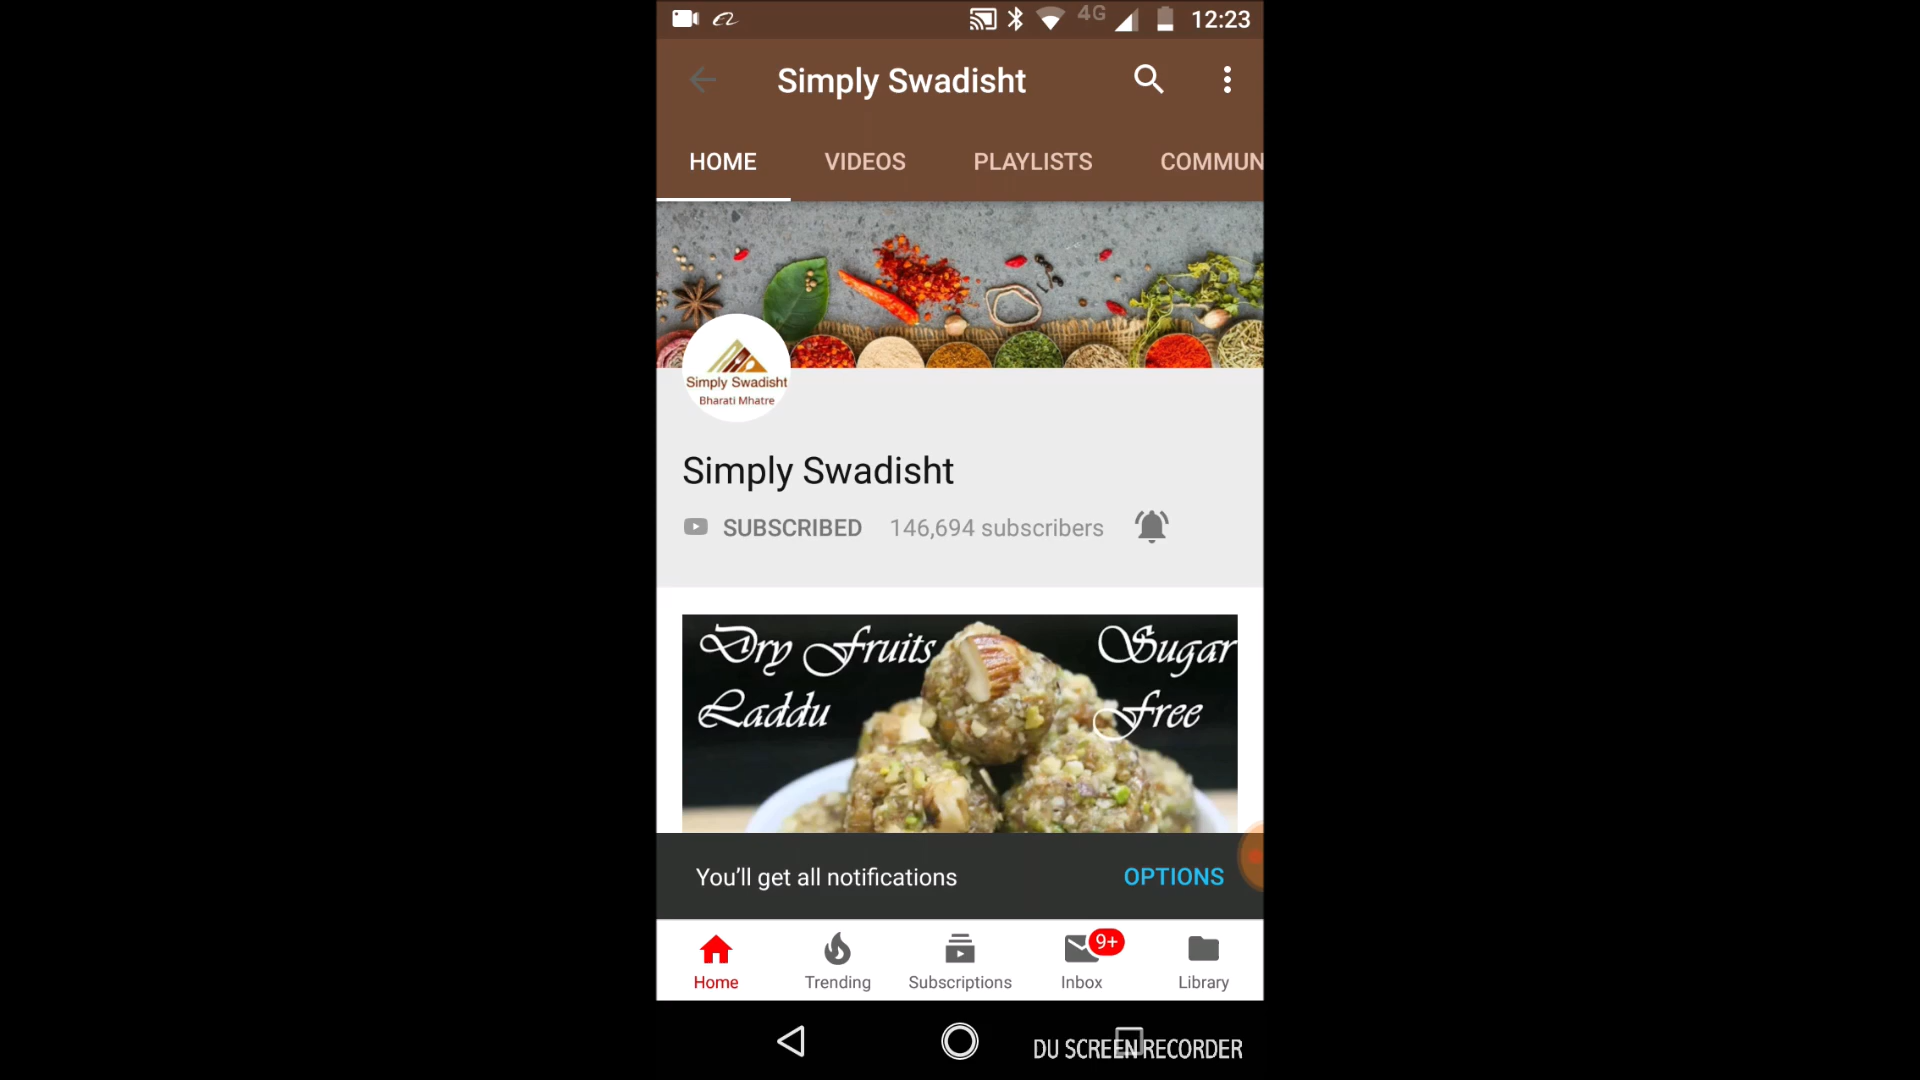 4G 12:23
Simply Swadisht
HOME VIDEOS PLAYLISTS COMMUN
Simply Swadisht
Bharati Mhatre
Simply Swadisht
SUBSCRIBED 146,694 subscribers
Dry Fruits Sugar
Laddu Free
You'll get all notifications OPTIONS
9+
Home Trending Subscriptions Inbox Library
DU SCREEN RECORDER